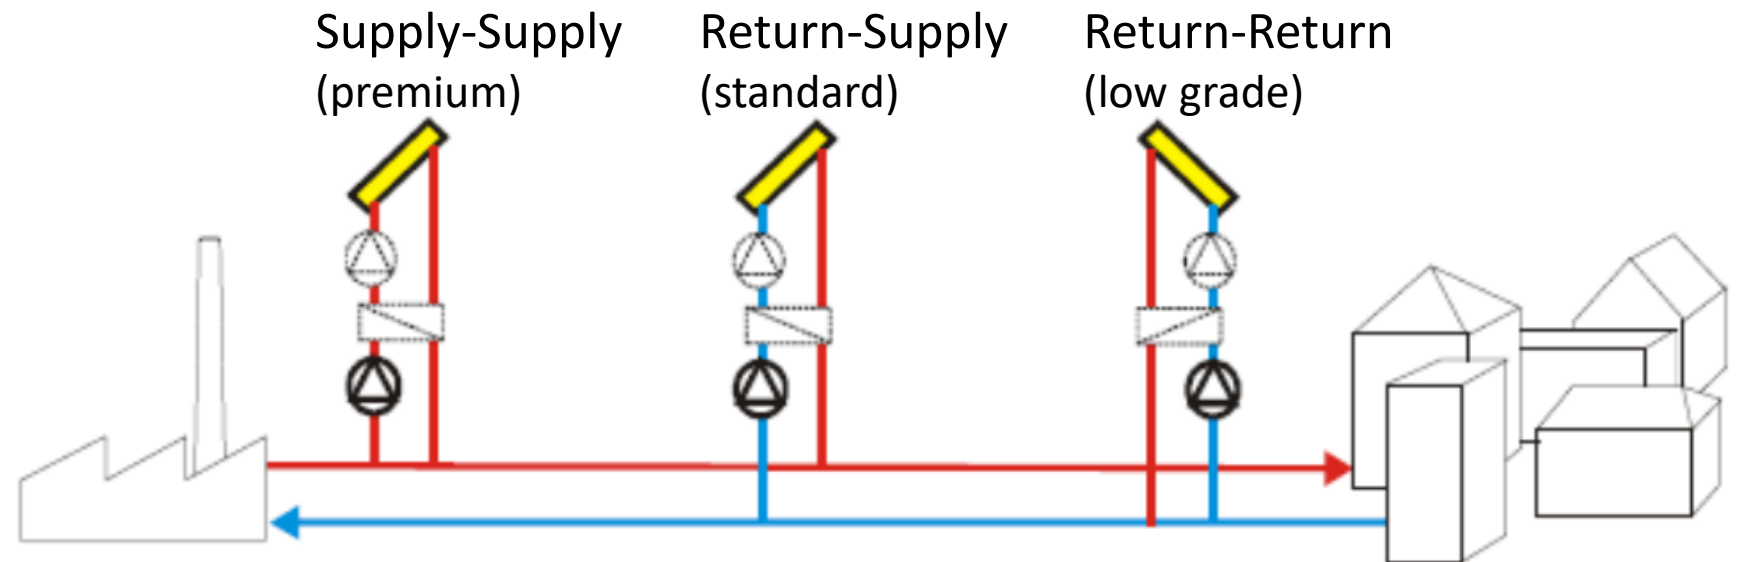 Supply-Supply
(premium)
Return-Supply
(standard)
Return-Return
(low grade)